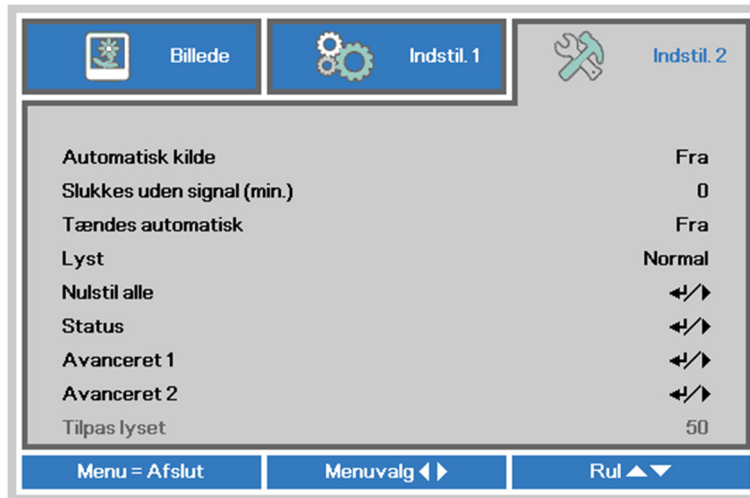 Billede Indstil. 1 Indstil. 2
Automatisk kilde Fra
Slukkes uden signal (min.) 0
Tændes automatisk Fra
Lyst Normal
Nulstil alle
Status
Avanceret 1
Avanceret 2
Tilpas lyset 50
Menu = Afslut Menuvalg Rul